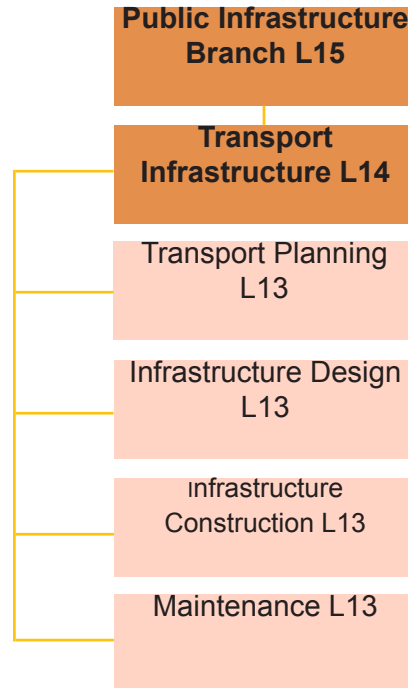 Public Infrastructure
Branch L15
Transport
Infrastructure L14
Transport Planning
L13
Infrastructure Design
L13
Infrastructure
Construction L13
Maintenance L13